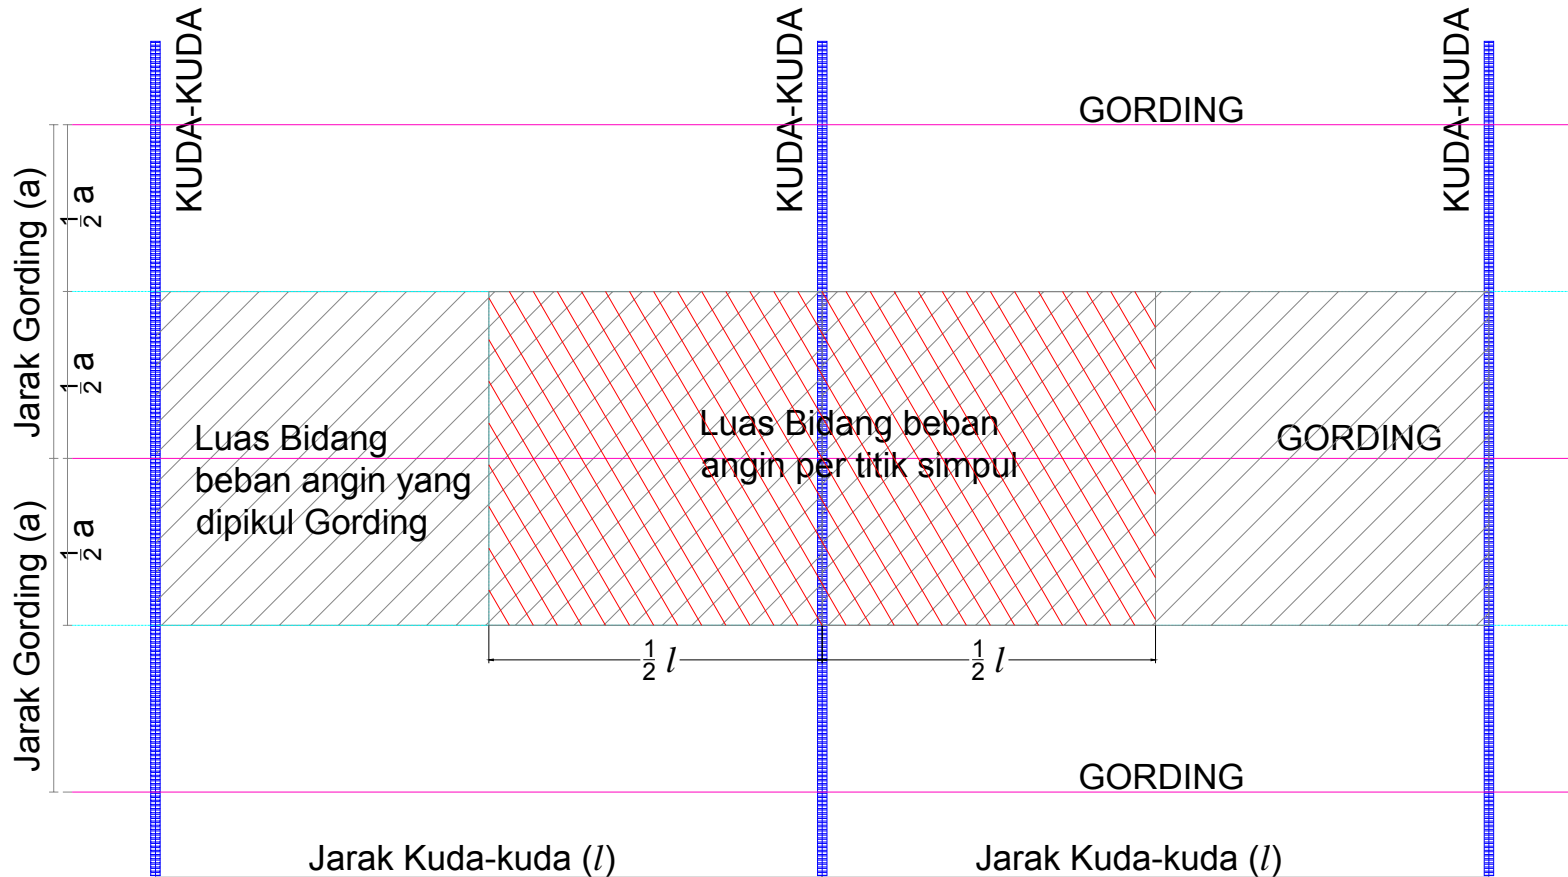 KUDA-KUDA
KUDA-KUDA
KUDA-KUDA
GORDING
Jarak Gording (a)
1/2 a
1/2 a
Luas Bidang
beban angin yang
dipikul Gording
Luas Bidang beban
angin per titik simpul
GORDING
Jarak Gording (a)
1/2 a
1/2 l
1/2 l
GORDING
Jarak Kuda-kuda (l)
Jarak Kuda-kuda (l)